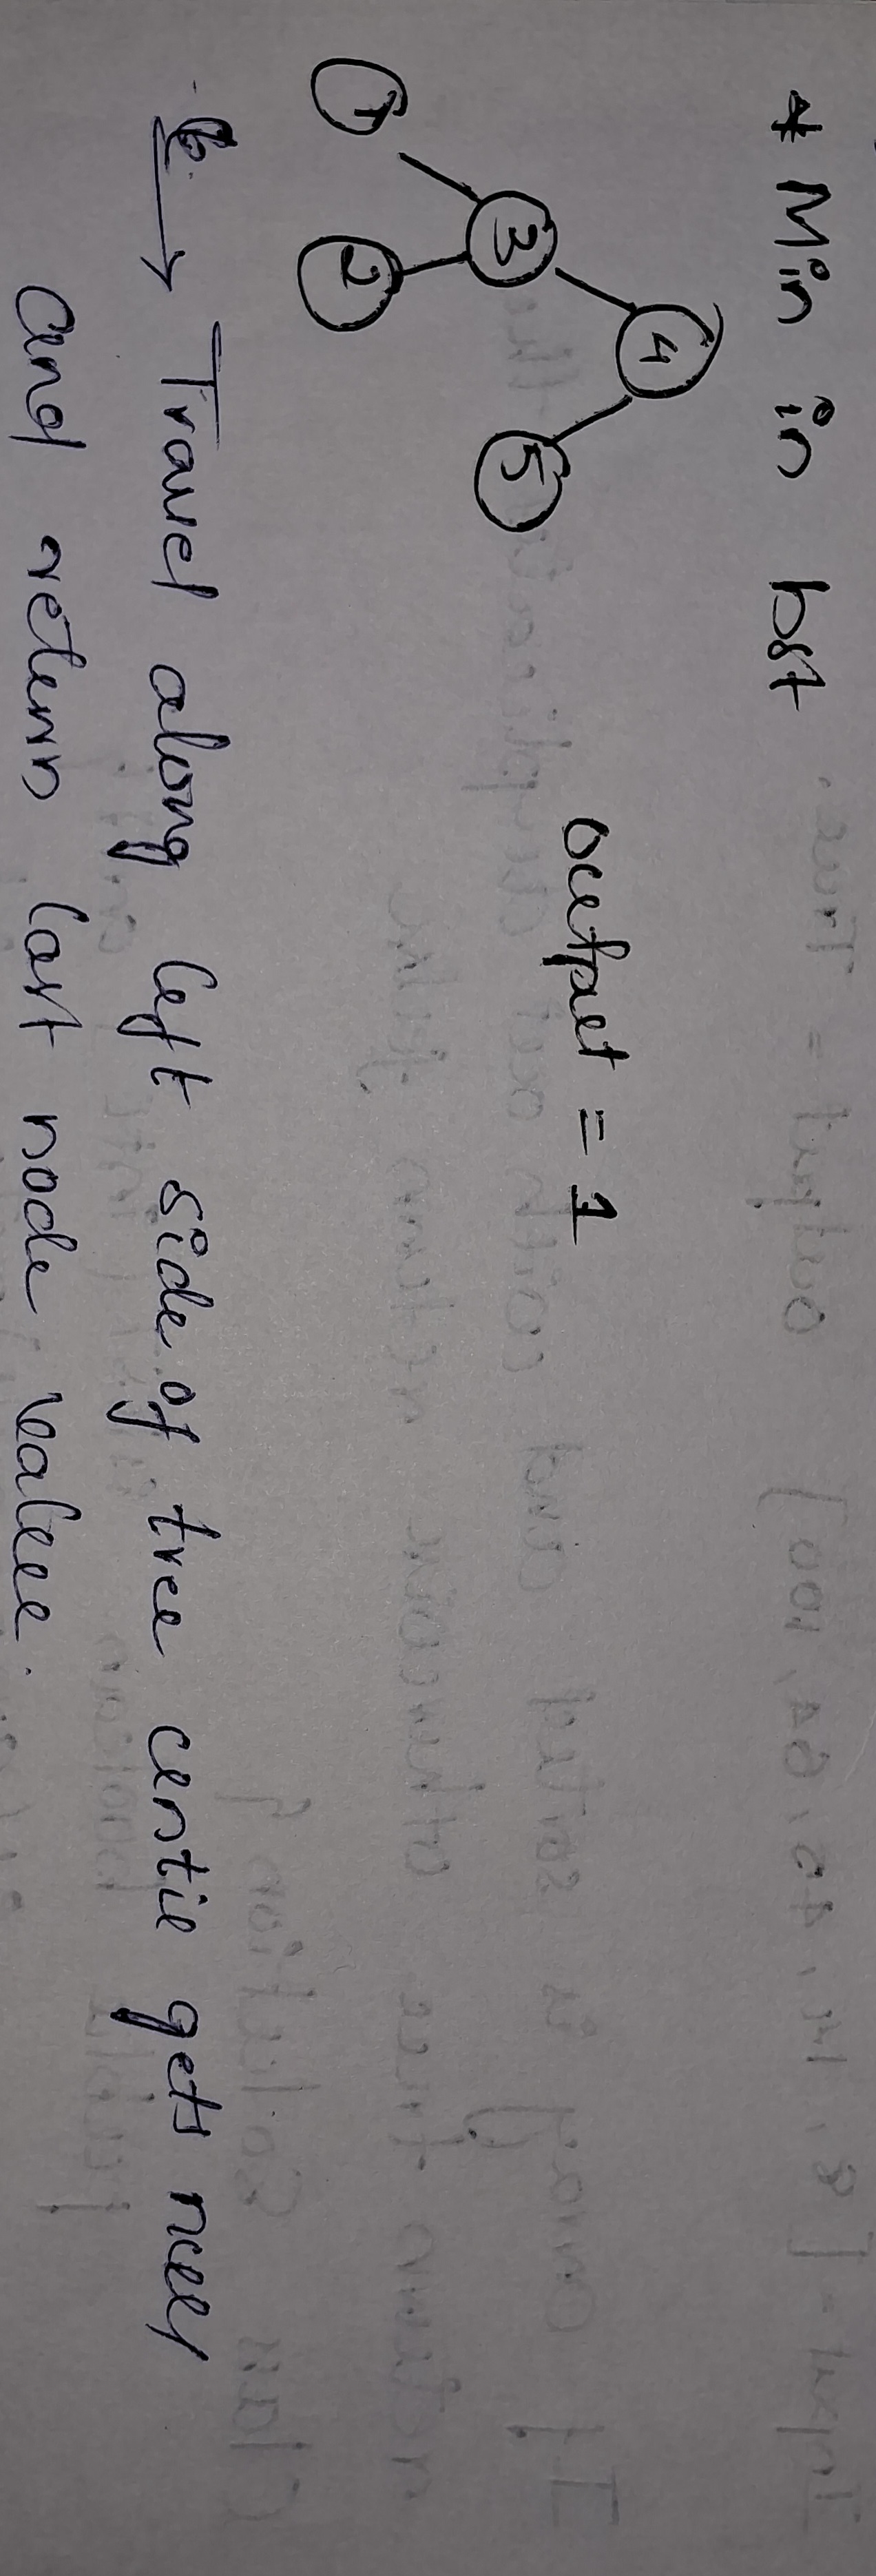 * Min in bst
4
3
5
1
2
output = 1
→ Travel along left side of tree until gets null
and return last node value.